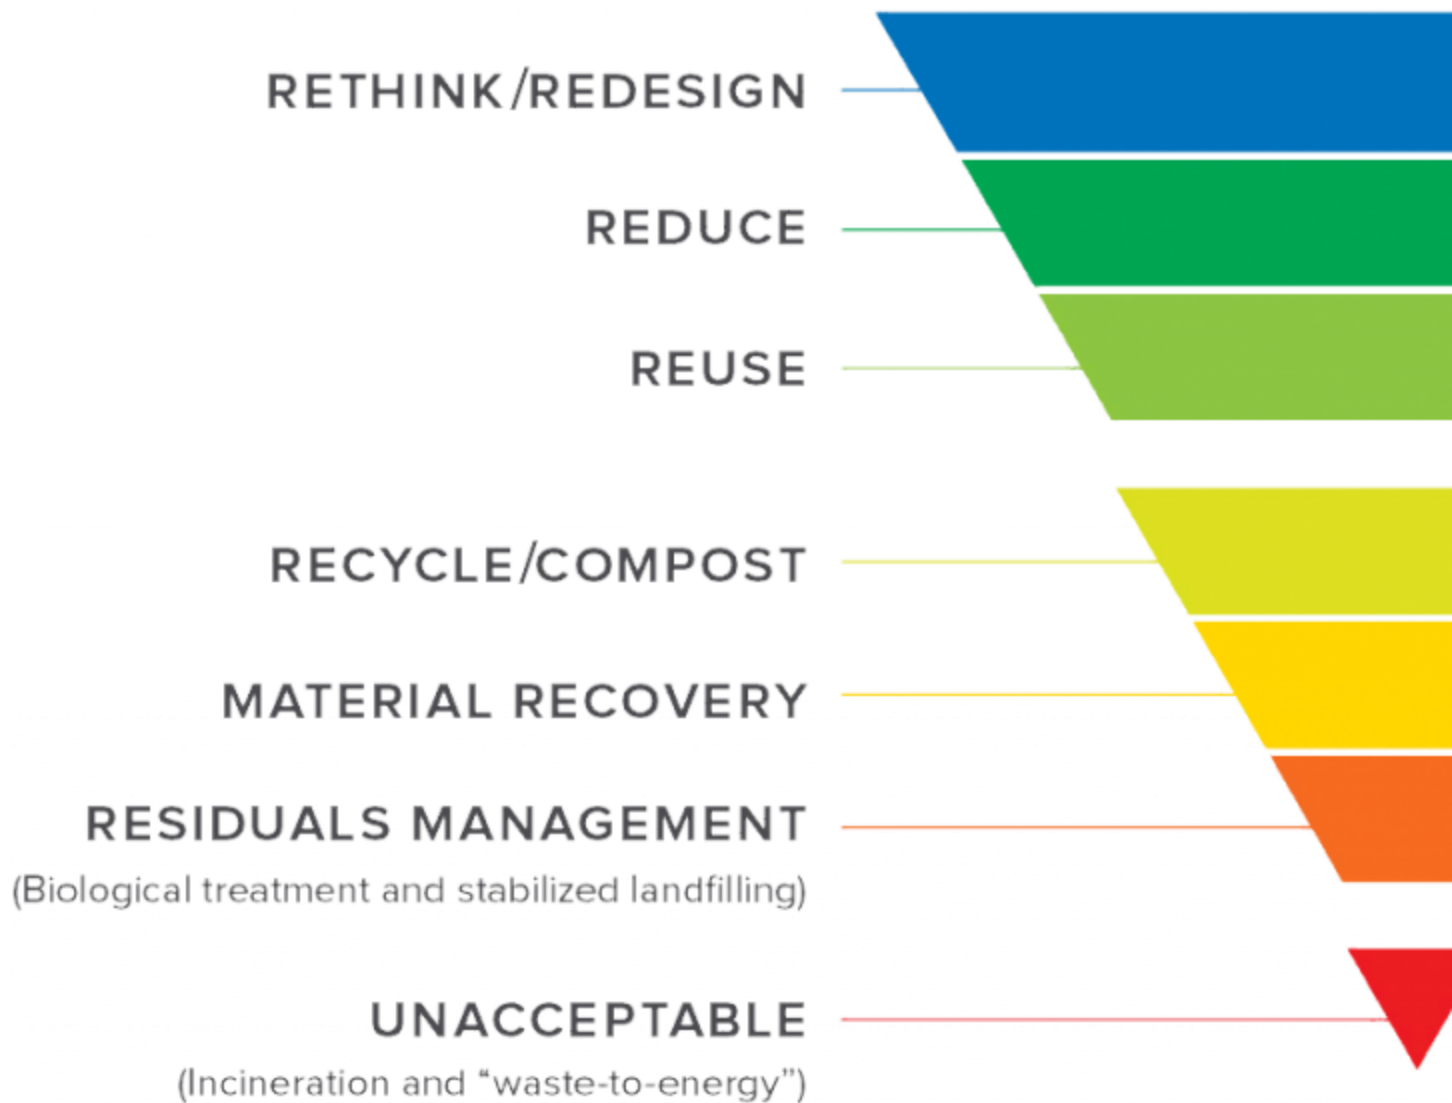 RETHINK/REDESIGN
REDUCE
REUSE
RECYCLE/COMPOST
MATERIAL RECOVERY
RESIDUALS MANAGEMENT
(Biological treatment and stabilized landfilling)
UNACCEPTABLE
(Incineration and “waste-to-energy”)